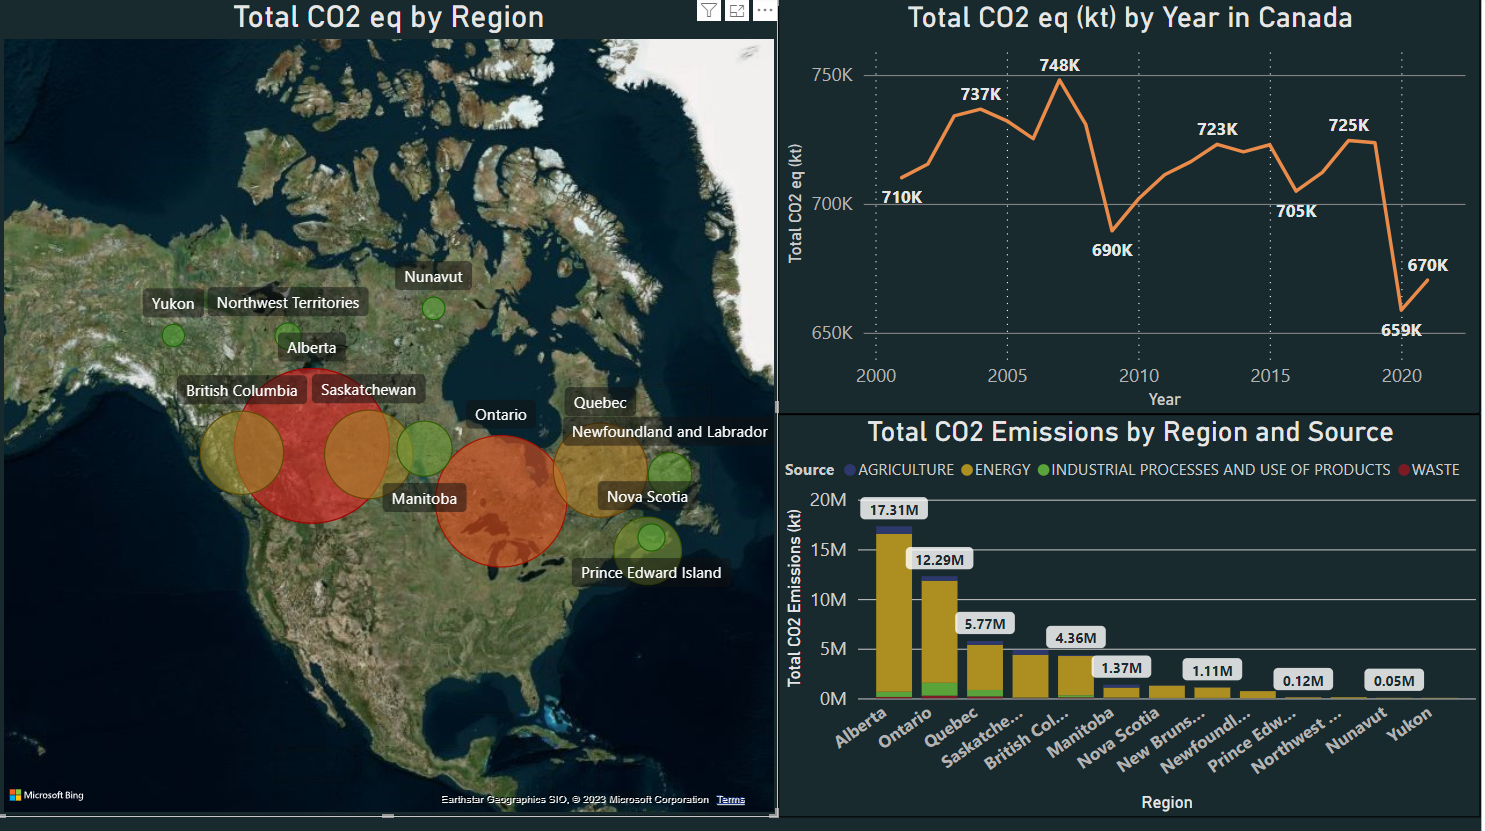 Total CO2 eq by Region
Nunavut
Yukon
Northwest Territories
Alberta
British Columbia
Saskatchewan
Quebec
Ontario
Newfoundland and Labrador
Manitoba
Nova Scotia
Prince Edward Island
Microsoft Bing
Earthstar Geographics SIO, © 2023 Microsoft Corporation Terms
Total CO2 eq (kt) by Year in Canada
Total CO2 eq (kt)
750K
700K
650K
748K
737K
723K
725K
710K
705K
690K
670K
659K
2000 2005 2010 2015 2020
Year
Total CO2 Emissions by Region and Source
Source AGRICULTURE ENERGY INDUSTRIAL PROCESSES AND USE OF PRODUCTS WASTE
Total CO2 Emissions (kt)
20M
15M
10M
5M
0M
17.31M
12.29M
5.77M
4.36M
1.37M
1.11M
0.12M
0.05M
Alberta
Ontario
Quebec
Saskatche...
British Col...
Manitoba
Nova Scotia
New Bruns...
Newfoundl...
Prince Edw...
Northwest ...
Nunavut
Yukon
Region